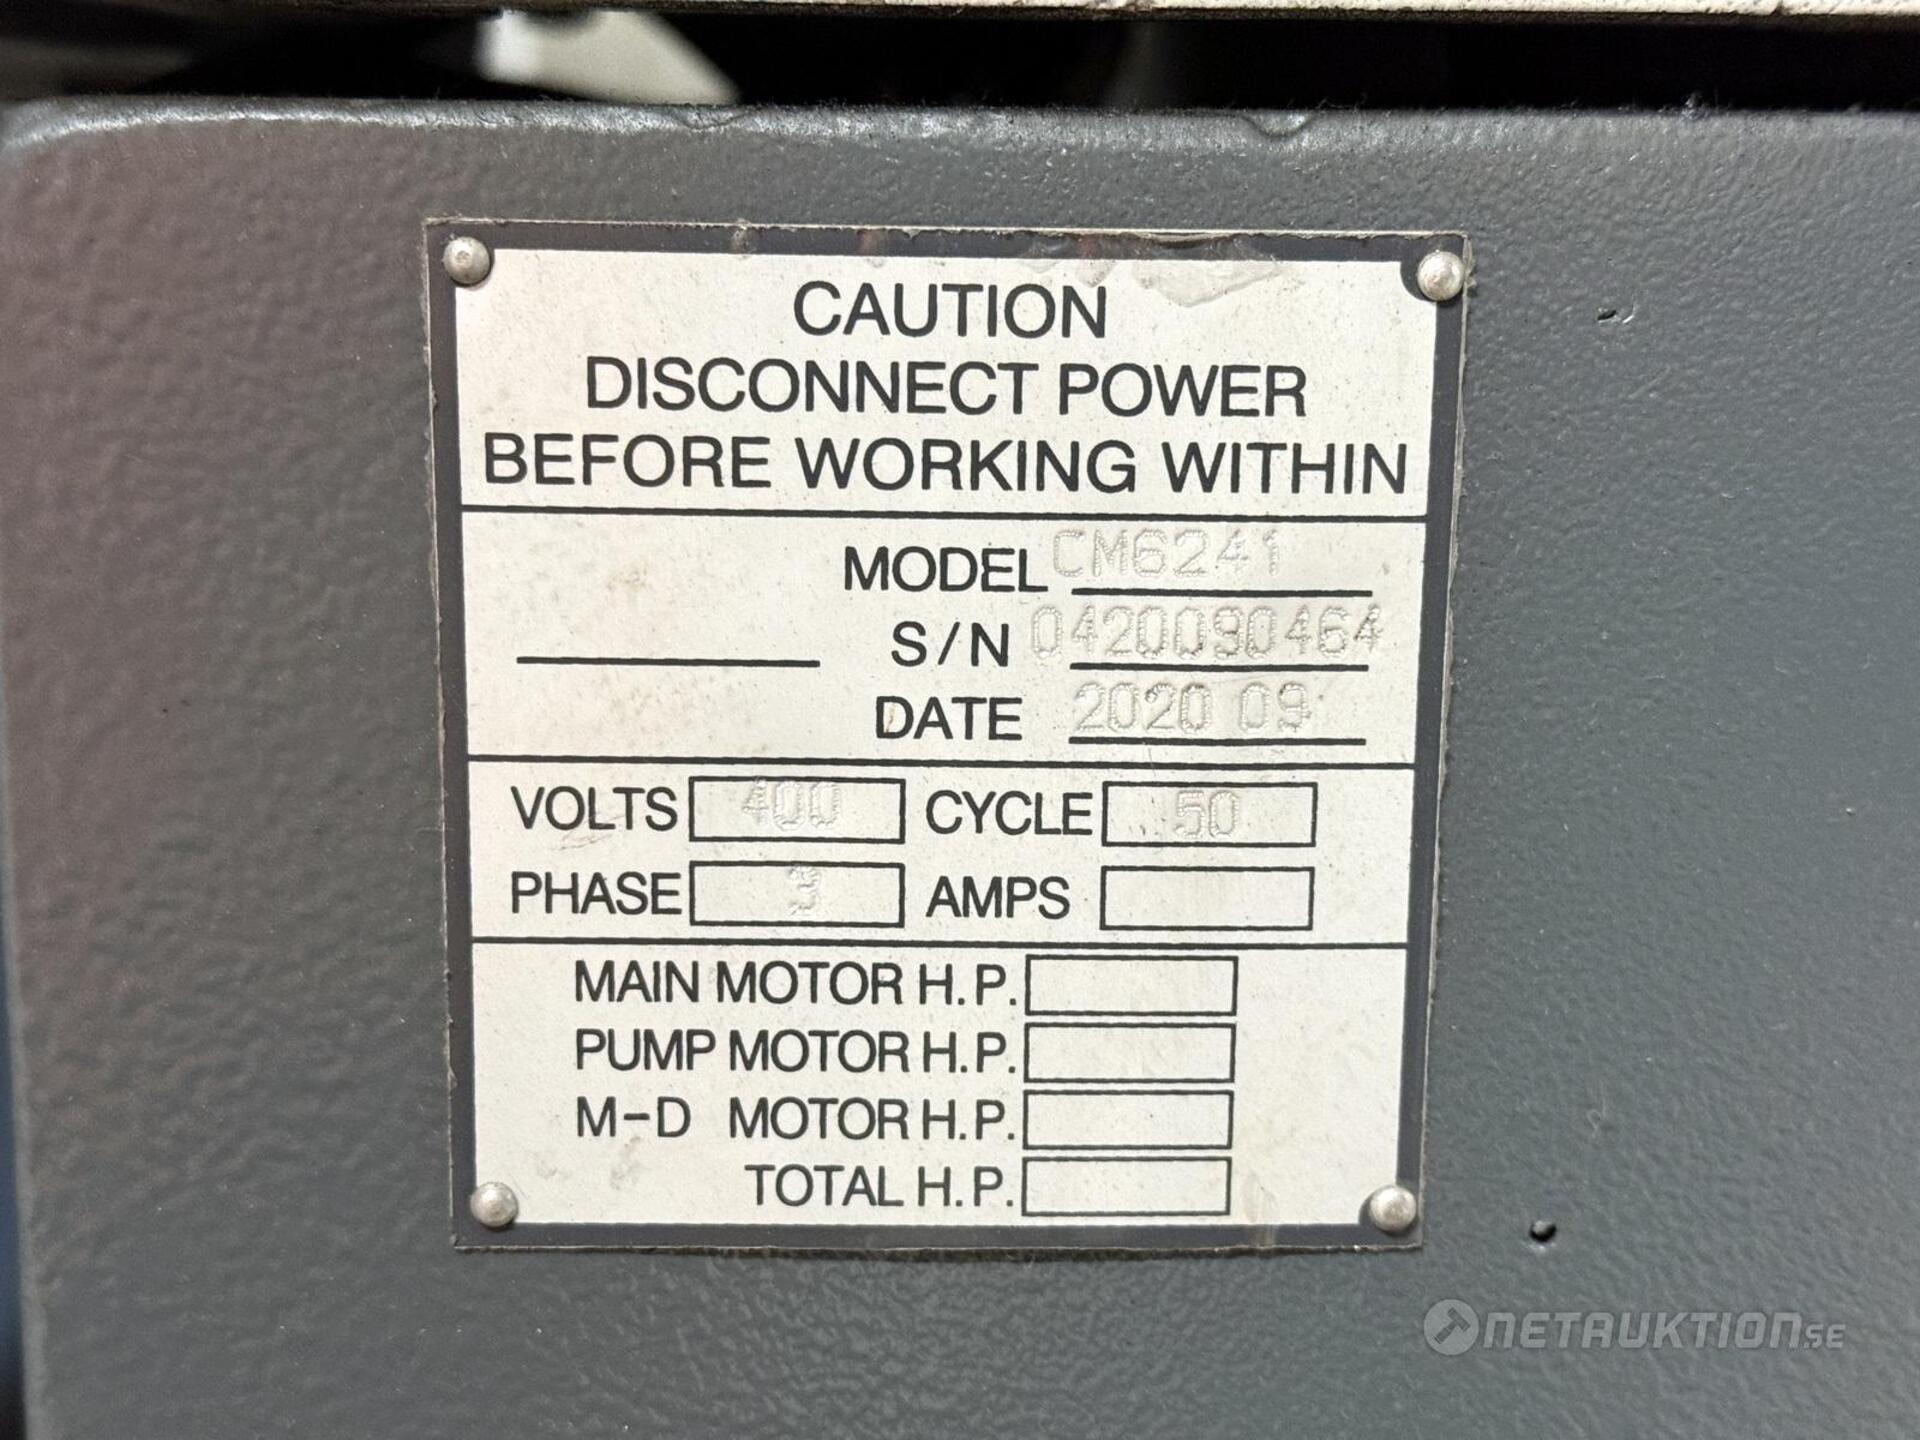 CAUTION
DISCONNECT POWER
BEFORE WORKING WITHIN
MODEL CM6241
S/N 0420090464
DATE 2020 09
VOLTS 400 CYCLE 50
PHASE 3 AMPS
MAIN MOTOR H.P.
PUMP MOTOR H.P.
M-D MOTOR H.P.
TOTAL H.P.
NETAUKTION.SE